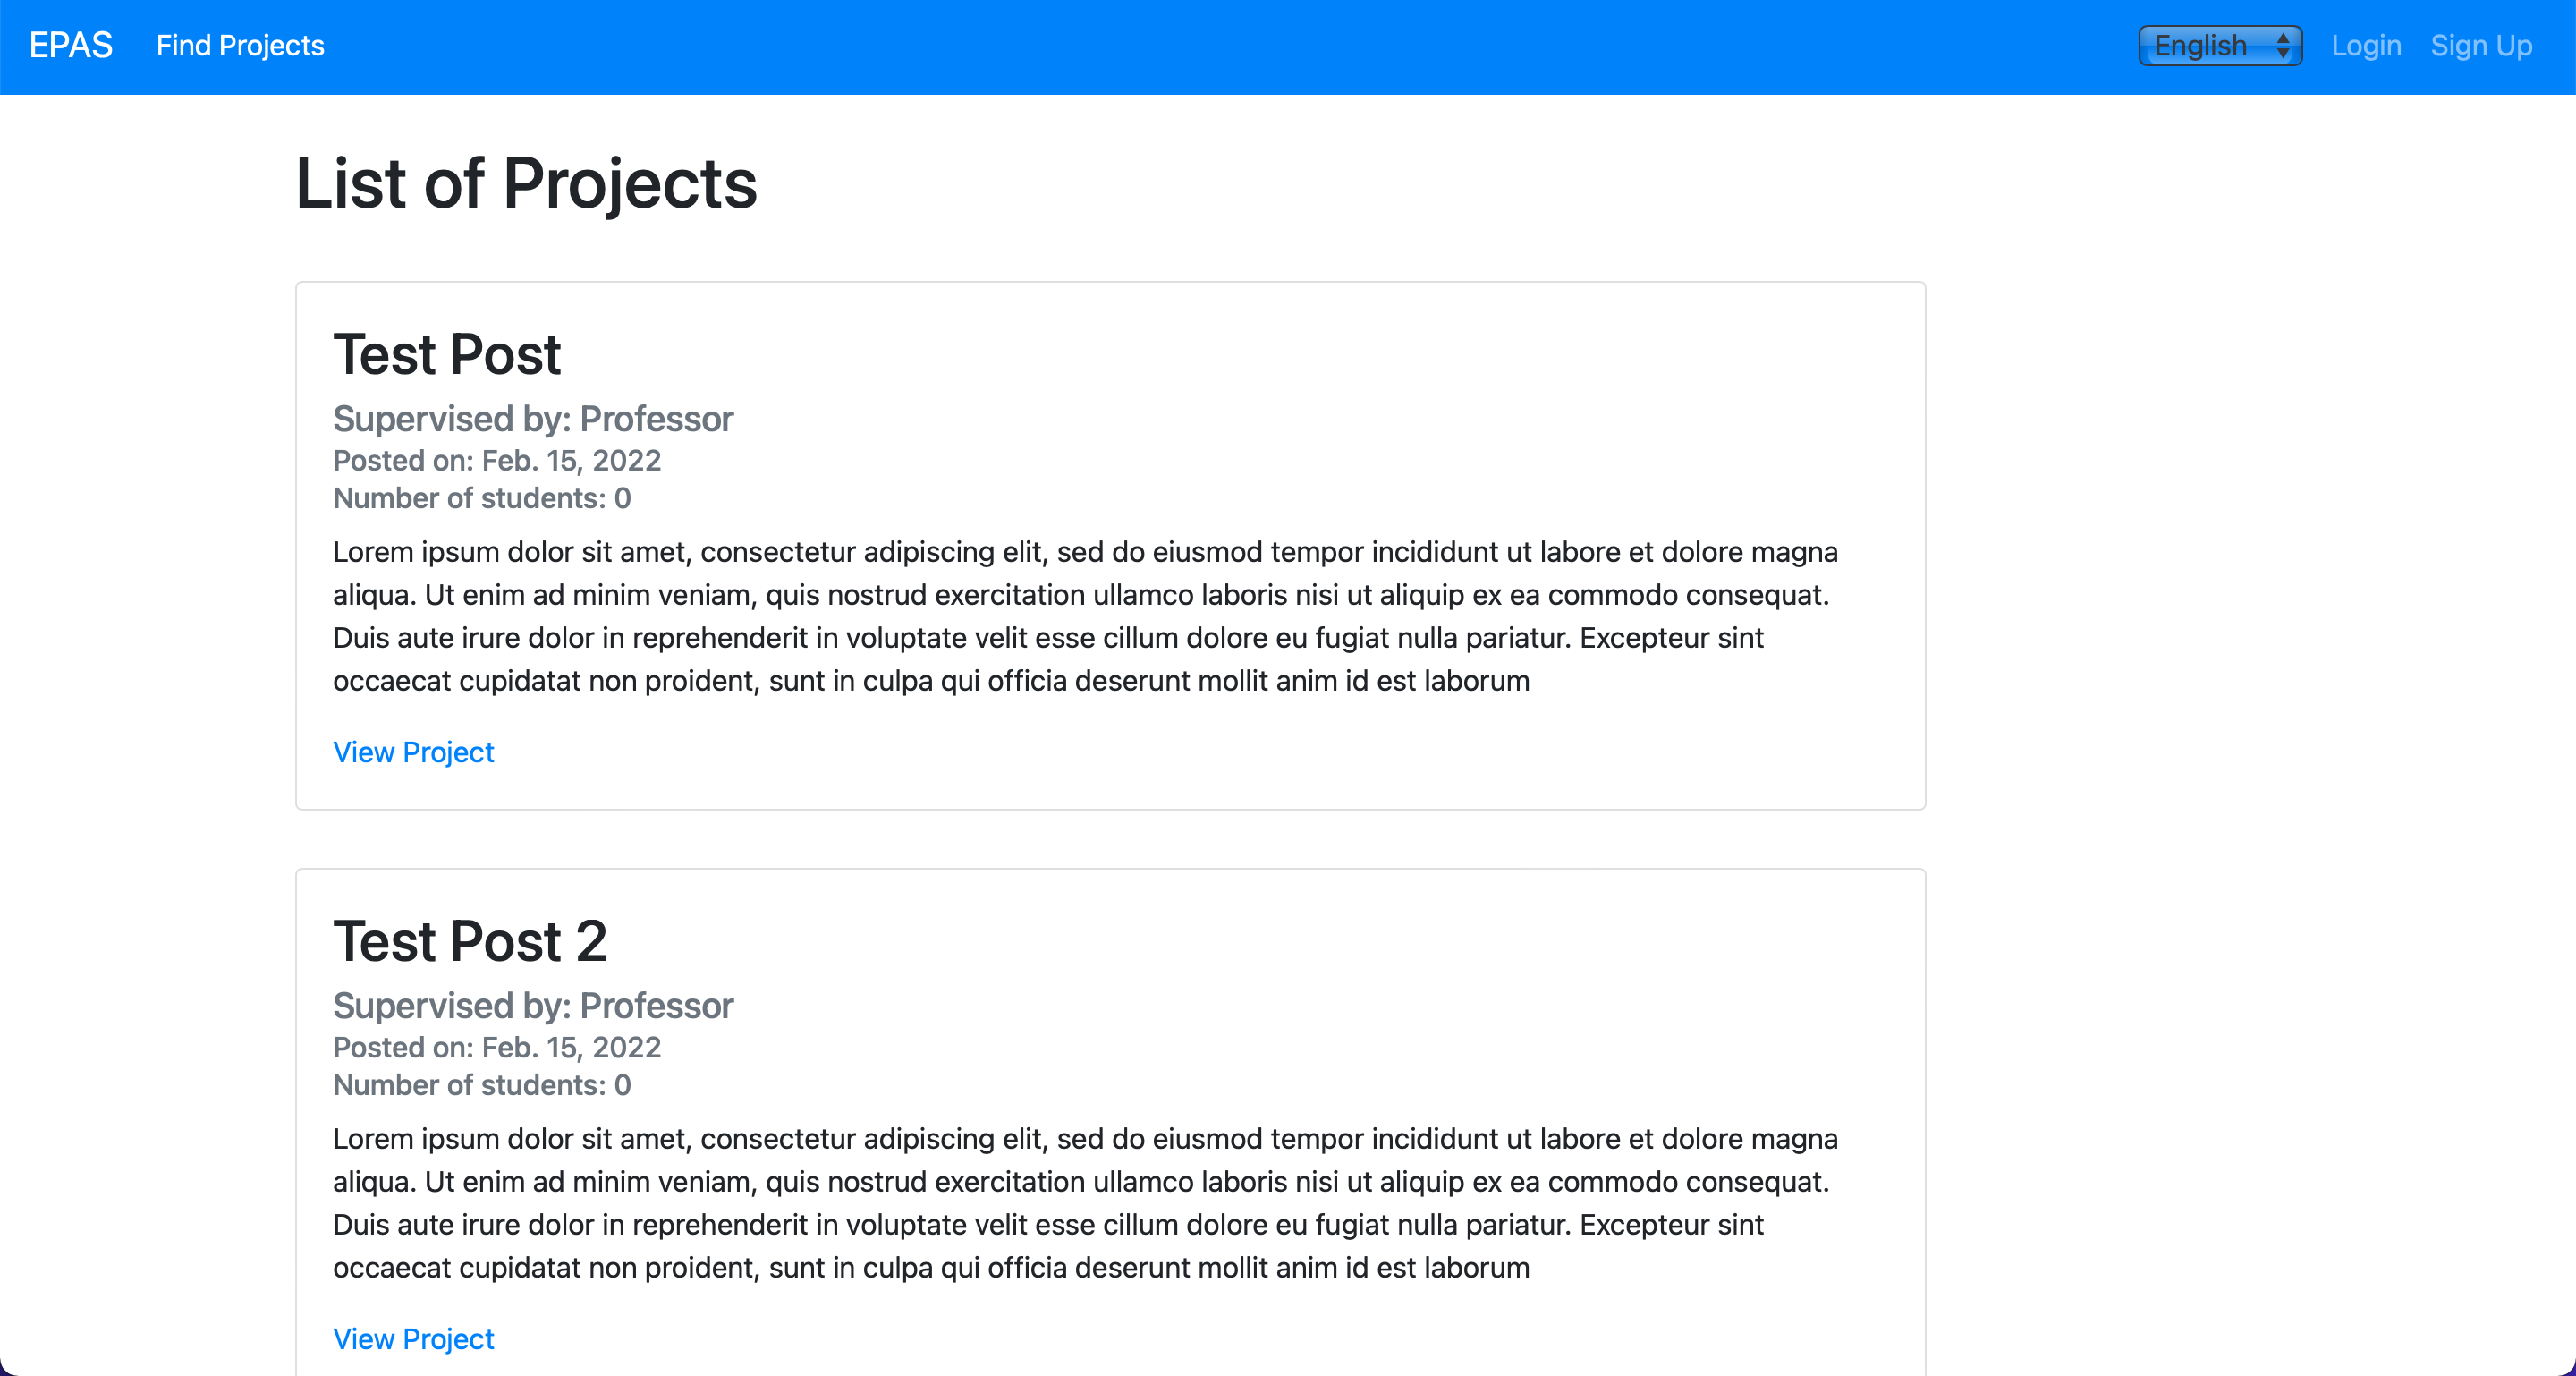 EPAS Find Projects English Login Sign Up
List of Projects
Test Post
Supervised by: Professor
Posted on: Feb. 15, 2022
Number of students: 0
Lorem ipsum dolor sit amet, consectetur adipiscing elit, sed do eiusmod tempor incididunt ut labore et dolore magna
aliqua. Ut enim ad minim veniam, quis nostrud exercitation ullamco laboris nisi ut aliquip ex ea commodo consequat.
Duis aute irure dolor in reprehenderit in voluptate velit esse cillum dolore eu fugiat nulla pariatur. Excepteur sint
occaecat cupidatat non proident, sunt in culpa qui officia deserunt mollit anim id est laborum
View Project
Test Post 2
Supervised by: Professor
Posted on: Feb. 15, 2022
Number of students: 0
Lorem ipsum dolor sit amet, consectetur adipiscing elit, sed do eiusmod tempor incididunt ut labore et dolore magna
aliqua. Ut enim ad minim veniam, quis nostrud exercitation ullamco laboris nisi ut aliquip ex ea commodo consequat.
Duis aute irure dolor in reprehenderit in voluptate velit esse cillum dolore eu fugiat nulla pariatur. Excepteur sint
occaecat cupidatat non proident, sunt in culpa qui officia deserunt mollit anim id est laborum
View Project